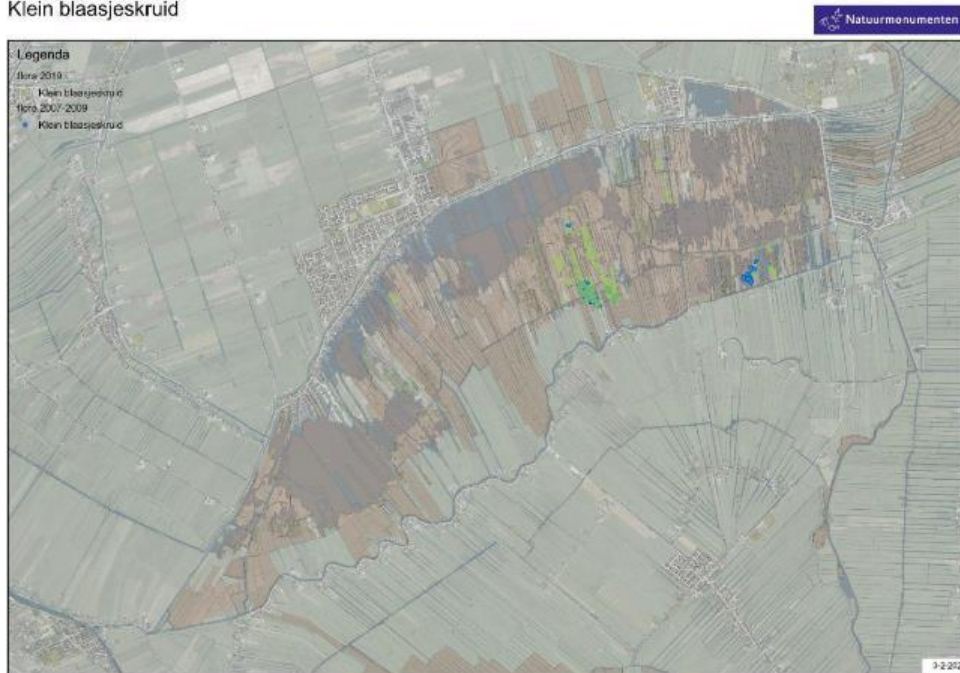 Klein blaasjeskruid
Natuurmonumenten
Legenda
flora 2019
Klein blaasjeskruid
flora 2007-2009
Klein blaasjeskruid